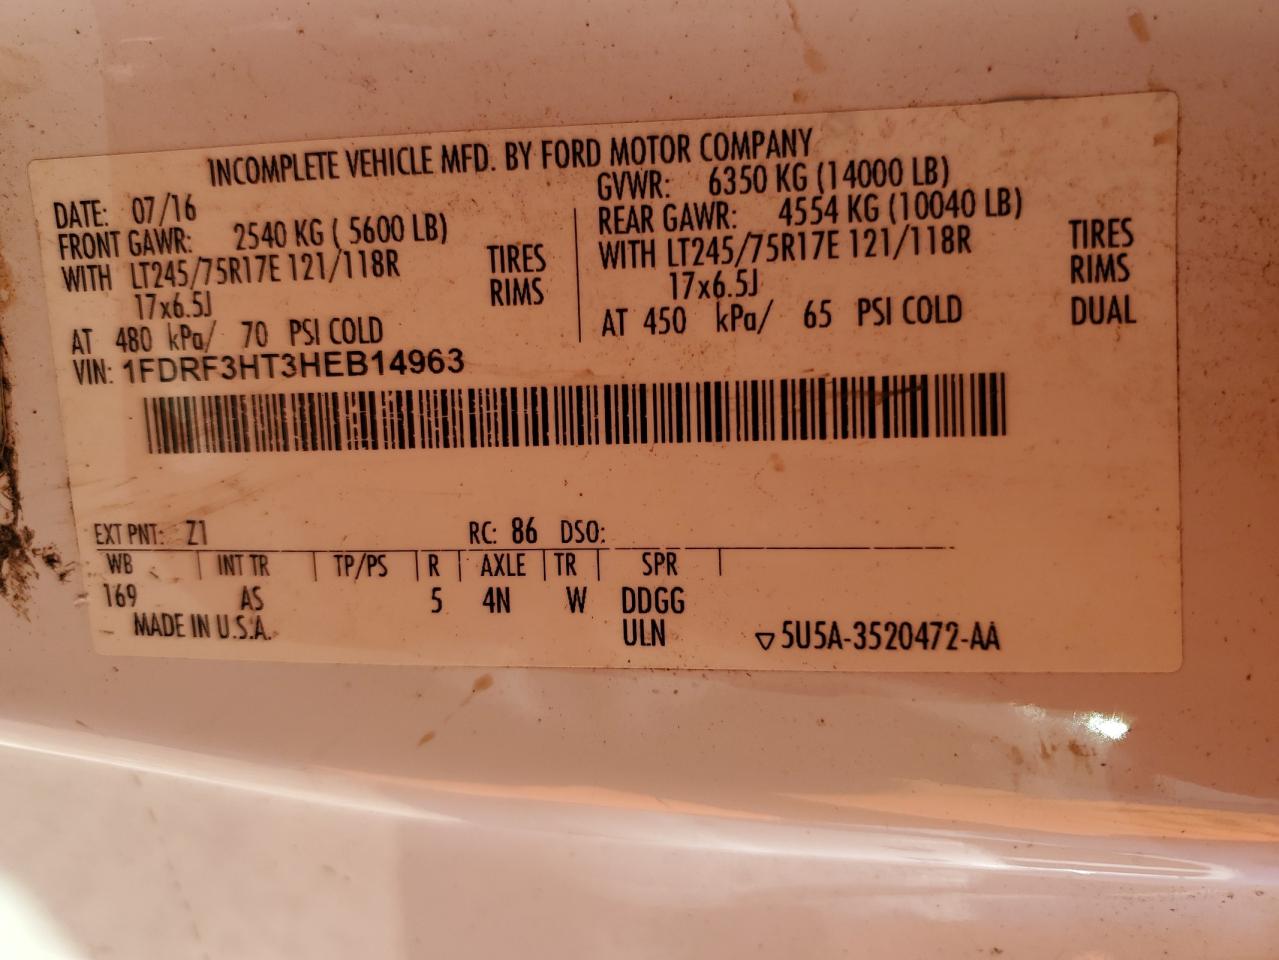 INCOMPLETE VEHICLE MFD. BY FORD MOTOR COMPANY
DATE: 07/16
FRONT GAWR: 2540 KG ( 5600 LB)
WITH LT245/75R17E 121/118R TIRES
17x6.5J RIMS
AT 480 kPa/ 70 PSI COLD
GVWR: 6350 KG (14000 LB)
REAR GAWR: 4554 KG (10040 LB)
WITH LT245/75R17E 121/118R TIRES
17x6.5J RIMS
AT 450 kPa/ 65 PSI COLD DUAL
VIN: 1FDRF3HT3HEB14963
EXT PNT: Z1 RC: 86 DSO:
WB INT TR TP/PS R AXLE TR SPR
169 AS 5 4N W DDGG
MADE IN U.S.A. ULN ▽5U5A-3520472-AA